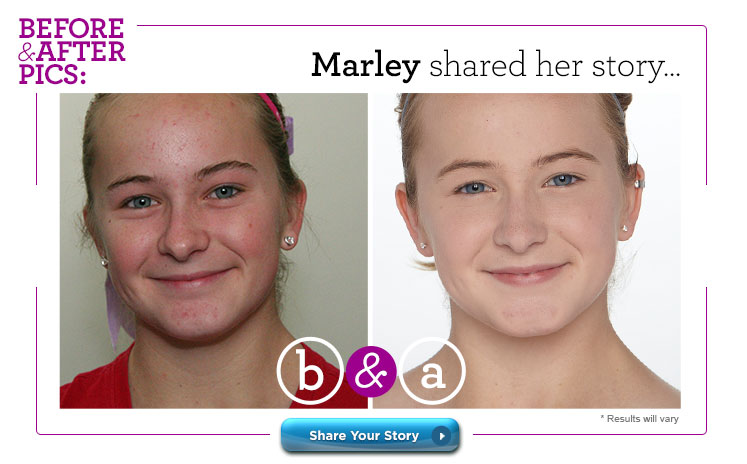 BEFORE
&AFTER
PICS:
Marley shared her story...
b & a
* Results will vary
Share Your Story